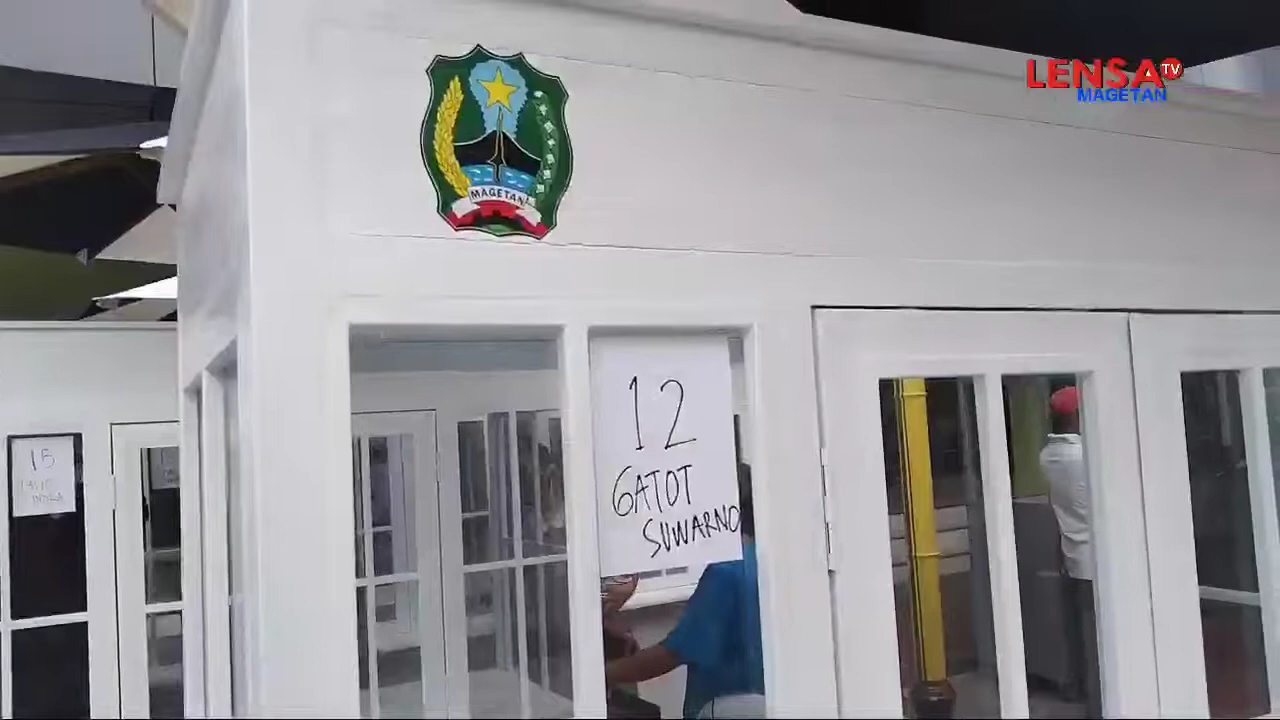 LENSA TV
MAGETAN
MAGETAN
12
GATOT
SUWARNO
15